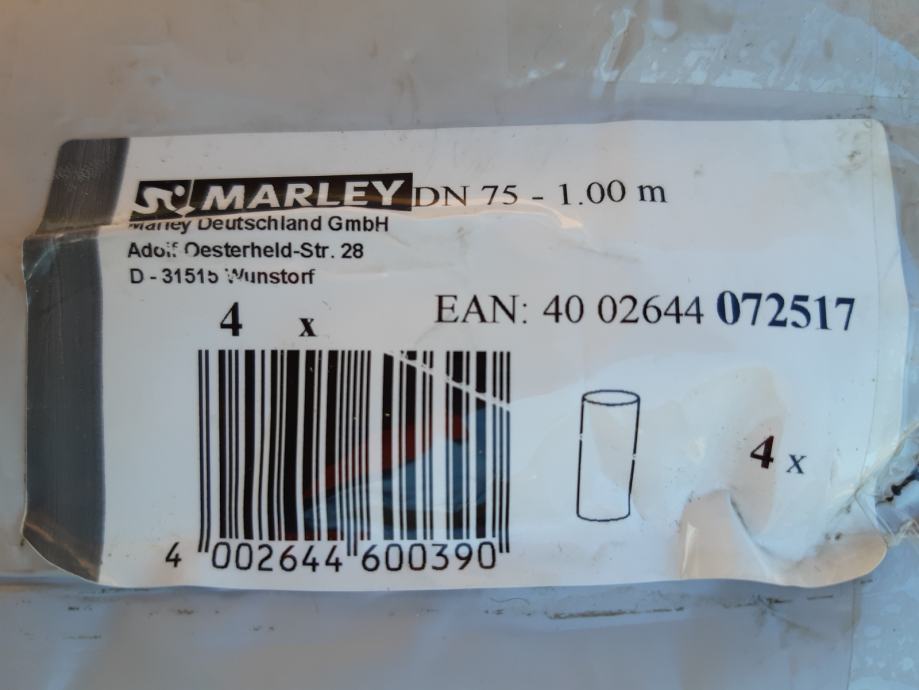 MARLEY DN 75 - 1.00 m
Marley Deutschland GmbH
Adolf Oesterheld-Str. 28
D - 31515 Wunstorf
4 x
EAN: 40 02644 072517
4 x
4 002644 600390